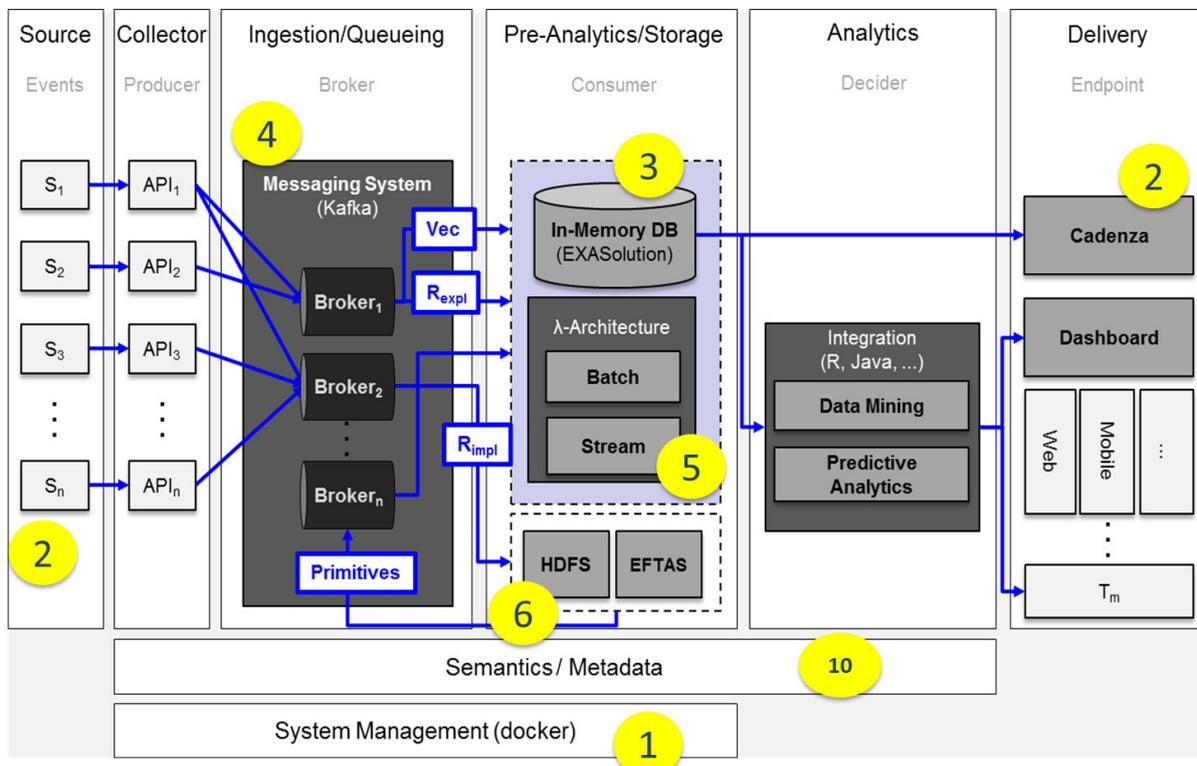 Source
Events
S1
S2
S3
⋮
Sn
2
Collector
Producer
API1
API2
API3
⋮
APIn
Ingestion/Queueing
Broker
4
Messaging System
(Kafka)
Broker1
Broker2
⋮
Brokern
Primitives
Vec
Rexpl
Rimpl
Pre-Analytics/Storage
Consumer
3
In-Memory DB
(EXASolution)
λ-Architecture
Batch
Stream
5
HDFS
EFTAS
6
Analytics
Decider
Integration
(R, Java, ...)
Data Mining
Predictive
Analytics
Delivery
Endpoint
2
Cadenza
Dashboard
Web
Mobile
...
⋮
Tm
Semantics/ Metadata
10
System Management (docker)
1